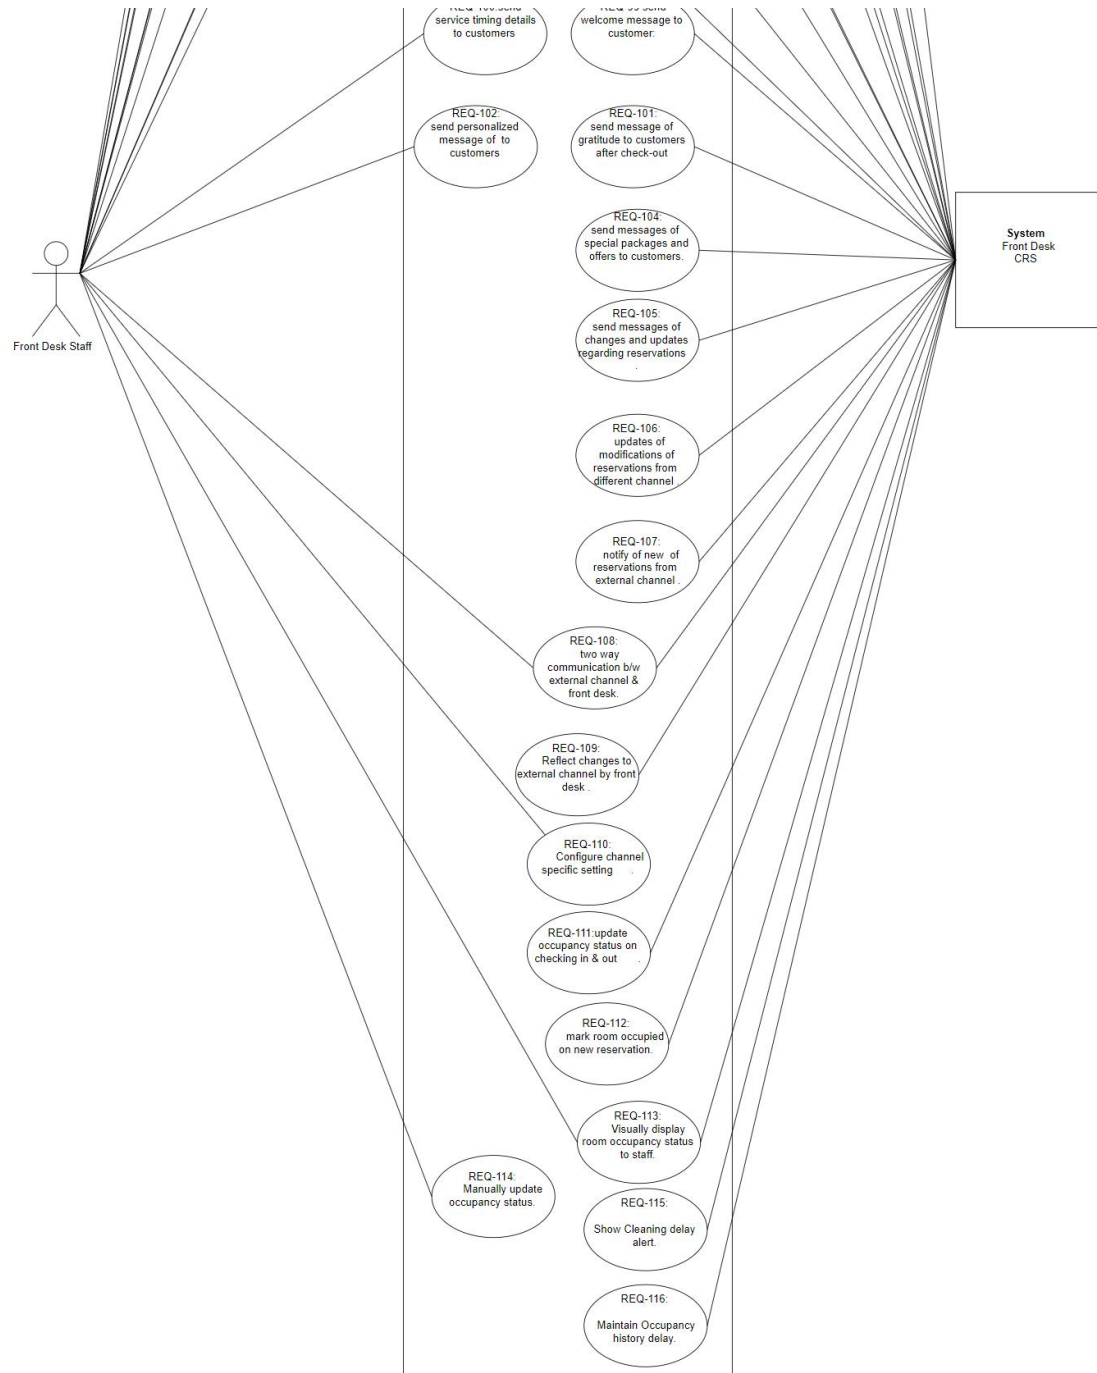 REQ-100:send
service timing details
to customers
REQ-99 send
welcome message to
customer:
REQ-102:
send personalized
message of to
customers
REQ-101:
send message of
gratitude to customers
after check-out
REQ-104:
send messages of
special packages and
offers to customers.
System
Front Desk
CRS
Front Desk Staff
REQ-105:
send messages of
changes and updates
regarding reservations
.
REQ-106:
updates of
modifications of
reservations from
different channel .
REQ-107:
notify of new of
reservations from
external channel .
REQ-108:
two way
communication b/w
external channel &
front desk.
REQ-109:
Reflect changes to
external channel by front
desk .
REQ-110:
Configure channel
specific setting .
REQ-111:update
occupancy status on
checking in & out .
REQ-112:
mark room occupied
on new reservation.
REQ-113:
Visually display
room occupancy status
to staff.
REQ-114:
Manually update
occupancy status.
REQ-115:
Show Cleaning delay
alert.
REQ-116:
Maintain Occupancy
history delay.